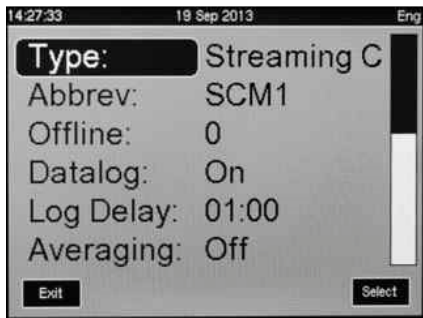 14:27:33 19 Sep 2013 Eng
Type: Streaming C
Abbrev: SCM1
Offline: 0
Datalog: On
Log Delay: 01:00
Averaging: Off
Exit Select